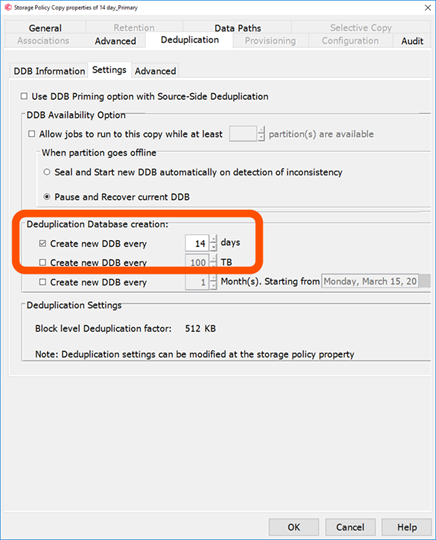 Storage Policy Copy properties of 14 day_Primary
General Retention Data Paths Selective Copy
Associations Advanced Deduplication Provisioning Configuration Audit
DDB Information Settings Advanced
Use DDB Priming option with Source-Side Deduplication
DDB Availability Option
Allow jobs to run to this copy while at least partition(s) are available
When partition goes offline
Seal and Start new DDB automatically on detection of inconsistency
Pause and Recover current DDB
Deduplication Database creation:
Create new DDB every 14 days
Create new DDB every 100 TB
Create new DDB every 1 Month(s). Starting from Monday, March 15, 20
Deduplication Settings
Block level Deduplication factor: 512 KB
Note: Deduplication settings can be modified at the storage policy property
OK Cancel Help